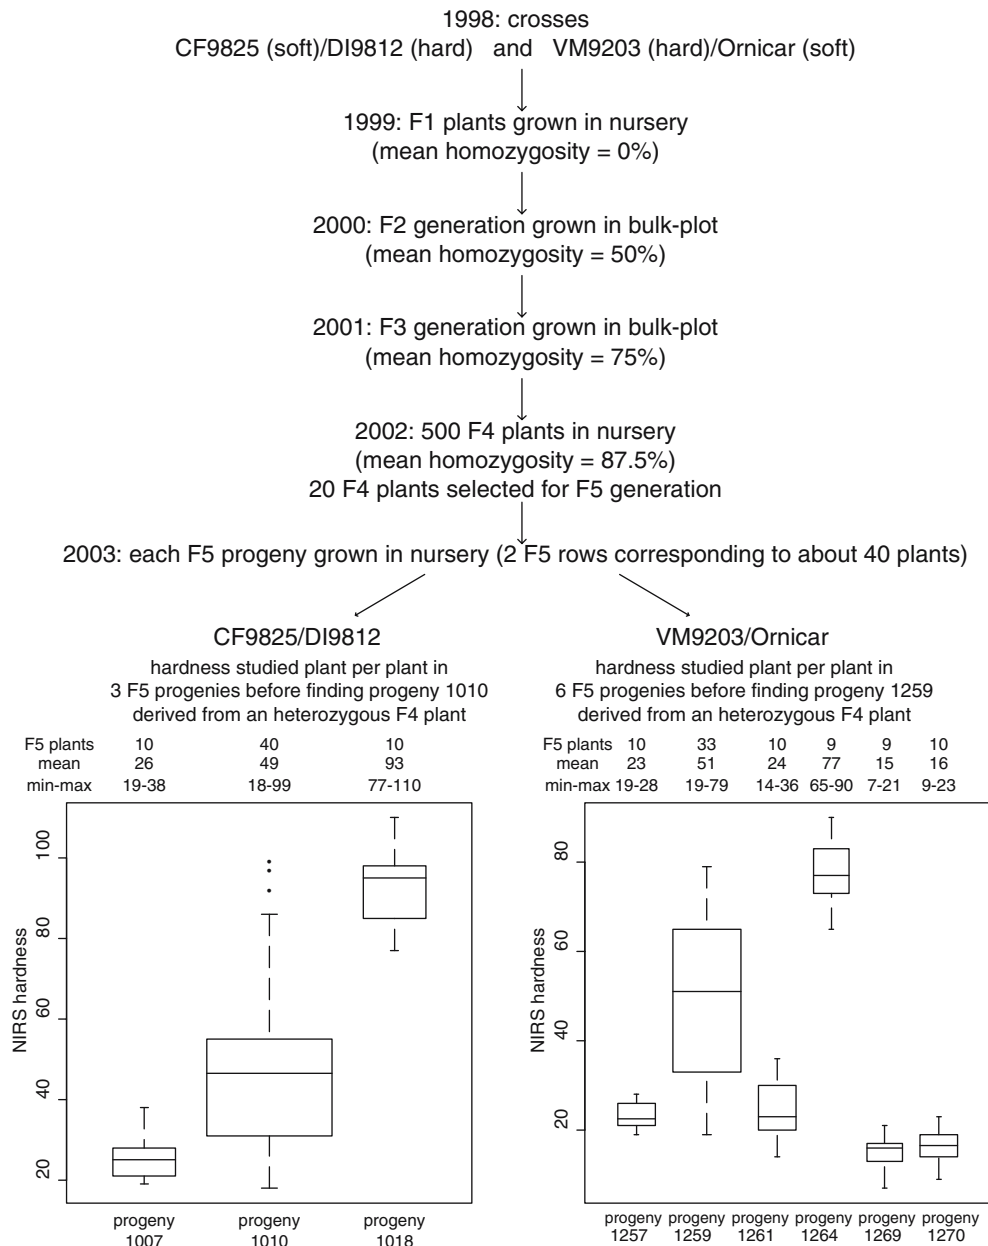 1998: crosses
CF9825 (soft)/DI9812 (hard) and VM9203 (hard)/Ornicar (soft)
1999: F1 plants grown in nursery
(mean homozygosity = 0%)
2000: F2 generation grown in bulk-plot
(mean homozygosity = 50%)
2001: F3 generation grown in bulk-plot
(mean homozygosity = 75%)
2002: 500 F4 plants in nursery
(mean homozygosity = 87.5%)
20 F4 plants selected for F5 generation
2003: each F5 progeny grown in nursery (2 F5 rows corresponding to about 40 plants)
CF9825/DI9812
hardness studied plant per plant in
3 F5 progenies before finding progeny 1010
derived from an heterozygous F4 plant
F5 plants 10 40 10
mean 26 49 93
min-max 19-38 18-99 77-110
NIRS hardness
100
80
60
40
20
progeny 1007
progeny 1010
progeny 1018
VM9203/Ornicar
hardness studied plant per plant in
6 F5 progenies before finding progeny 1259
derived from an heterozygous F4 plant
F5 plants 10 33 10 9 9 10
mean 23 51 24 77 15 16
min-max 19-28 19-79 14-36 65-90 7-21 9-23
NIRS hardness
80
60
40
20
progeny 1257
progeny 1259
progeny 1261
progeny 1264
progeny 1269
progeny 1270